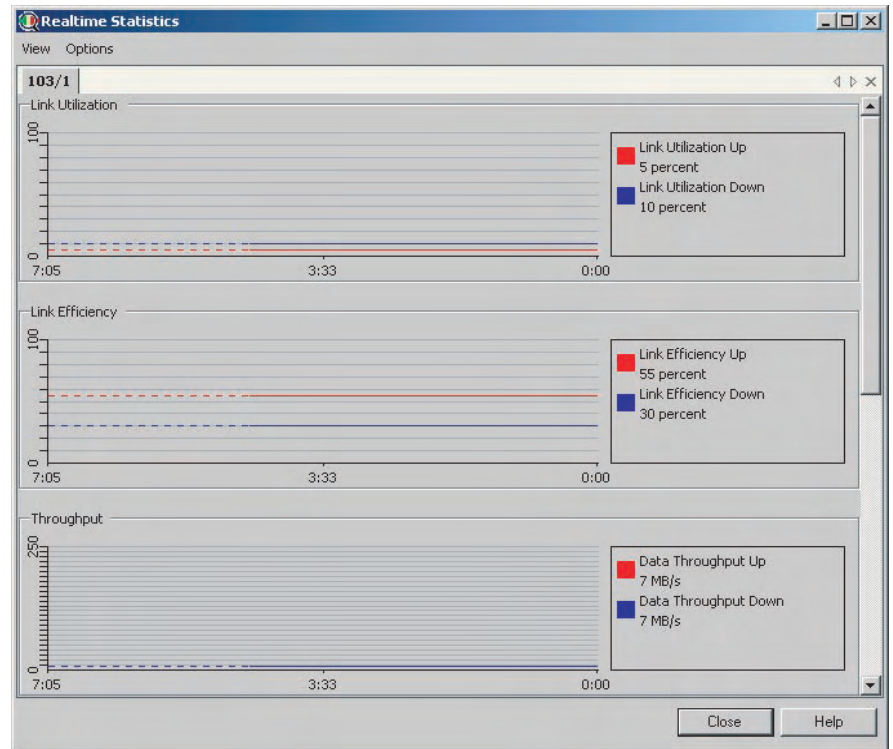 Realtime Statistics
View Options
103/1
Link Utilization
100
0
7:05 3:33 0:00
Link Utilization Up
5 percent
Link Utilization Down
10 percent
Link Efficiency
100
0
7:05 3:33 0:00
Link Efficiency Up
55 percent
Link Efficiency Down
30 percent
Throughput
250
0
7:05 3:33 0:00
Data Throughput Up
7 MB/s
Data Throughput Down
7 MB/s
Close Help